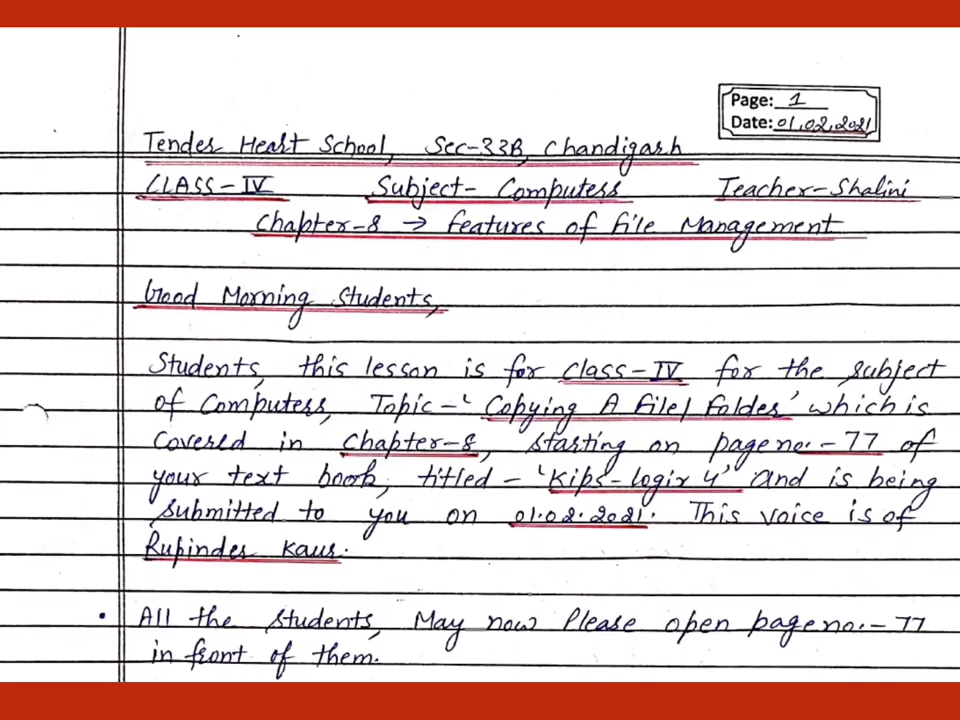 Page: 1
Date: 01.02.2021
Tender Heart School, Sec-33B, Chandigarh
CLASS-IV Subject- Computers Teacher-Shalini
Chapter-8 → Features of File Management
Good Morning Students,
Students, this lesson is for Class-IV for the subject
of Computers, Topic-'Copying A File/Folder' which is
covered in Chapter-8, starting on page no.-77 of
your text book, titled - 'Kips-logix 4' And is being
submitted to you on 01.02.2021. This voice is of
Rupinder Kaur.
• All the students, May now Please open page no.-77
in front of them.